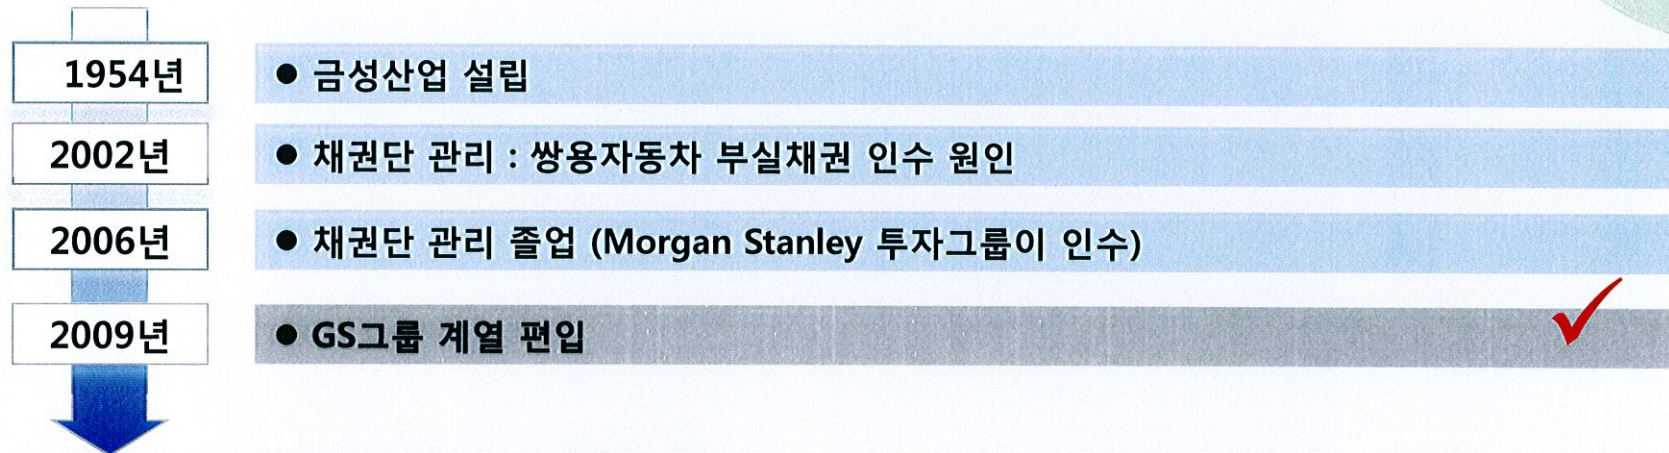 1954년
● 금성산업 설립
2002년
● 채권단 관리 : 쌍용자동차 부실채권 인수 원인
2006년
● 채권단 관리 졸업 (Morgan Stanley 투자그룹이 인수)
2009년
● GS그룹 계열 편입